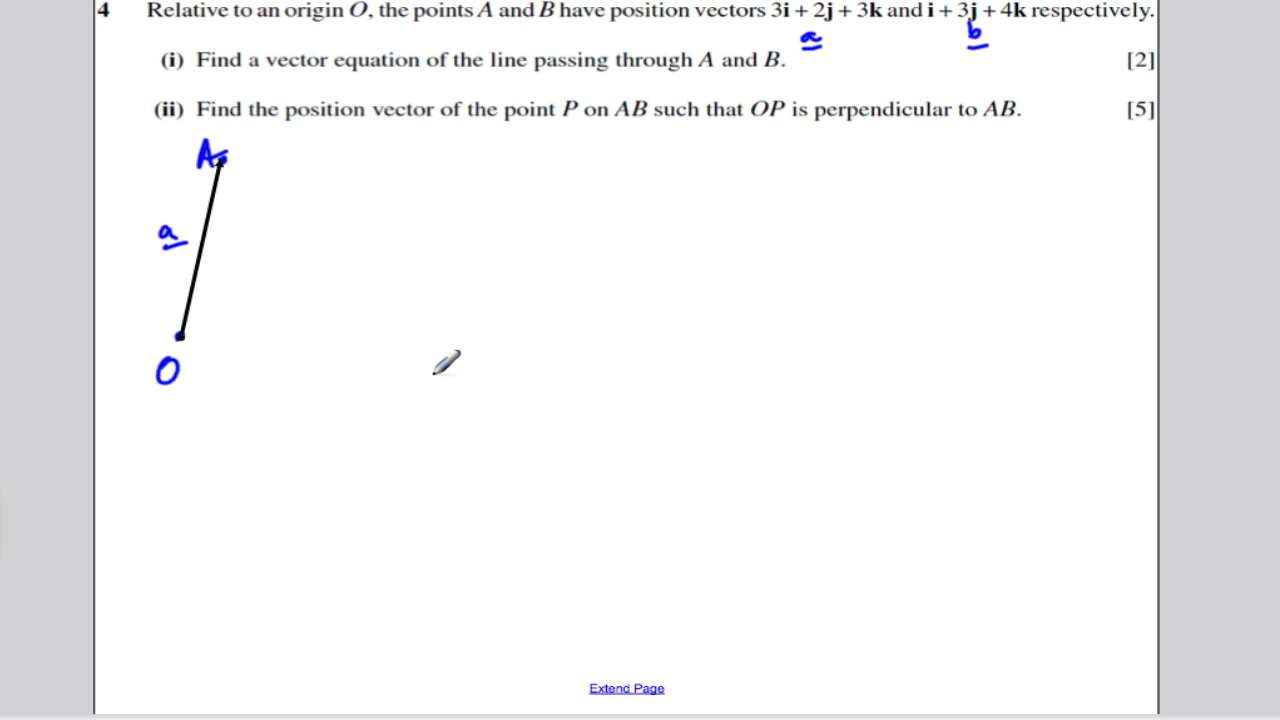 4 Relative to an origin O, the points A and B have position vectors 3i + 2j + 3k and i + 3j + 4k respectively.
a b
(i) Find a vector equation of the line passing through A and B. [2]
(ii) Find the position vector of the point P on AB such that OP is perpendicular to AB. [5]
A
a
O
Extend Page